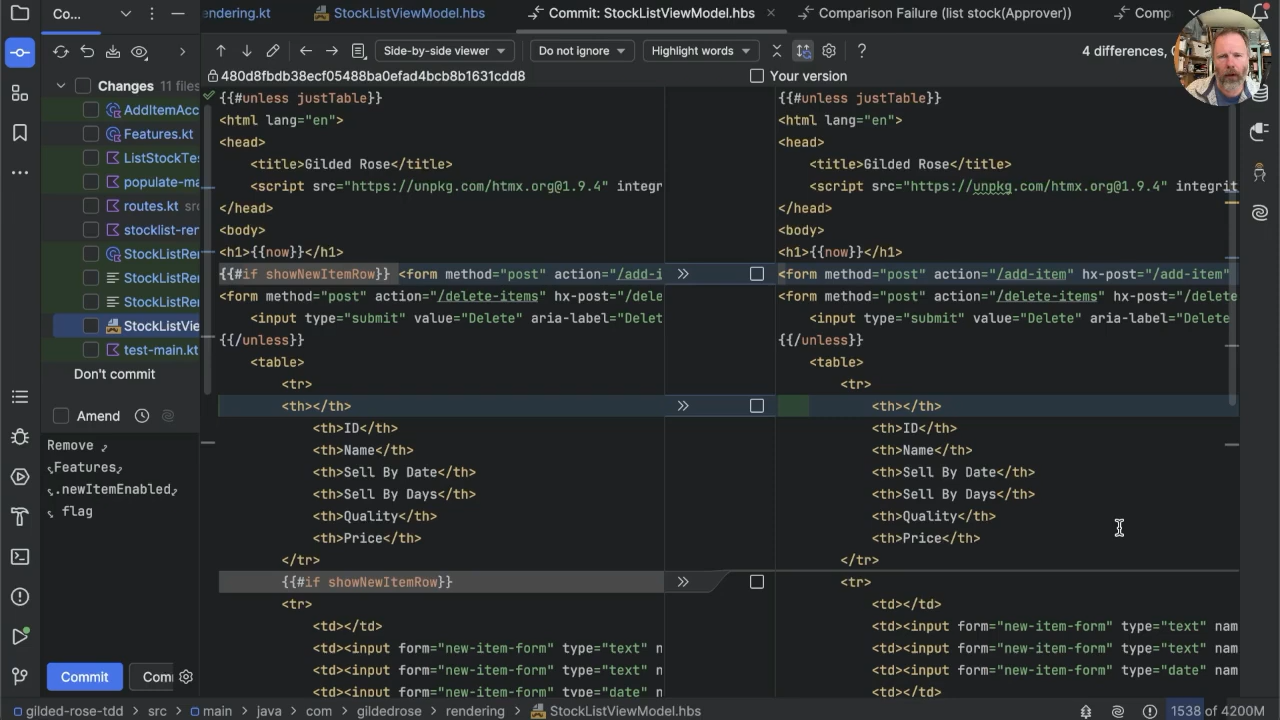 endering.kt
StockListViewModel.hbs
Commit: StockListViewModel.hbs
Comparison Failure (list stock(Approver))
Comp
Co...
Side-by-side viewer
Do not ignore
Highlight words
4 differences,
480d8fbdb38ecf05488ba0efad4bcb8b1631cdd8
Your version
Changes 11 files
AddItemAcc
Features.kt
ListStockTe
populate-ma
routes.kt src
stocklist-ren
StockListRe
StockListRe
StockListRe
StockListVie
test-main.kt
Don't commit
Amend
Remove
Features
.newItemEnabled
flag
Commit
Com
{{#unless justTable}}
<html lang="en">
<head>
<title>Gilded Rose</title>
<script src="https://unpkg.com/htmx.org@1.9.4" integr
</head>
<body>
<h1>{{now}}</h1>
{{#if showNewItemRow}} <form method="post" action="/add-i
<form method="post" action="/delete-items" hx-post="/dele
<input type="submit" value="Delete" aria-label="Delet
{{/unless}}
<table>
<tr>
<th></th>
<th>ID</th>
<th>Name</th>
<th>Sell By Date</th>
<th>Sell By Days</th>
<th>Quality</th>
<th>Price</th>
</tr>
{{#if showNewItemRow}}
<tr>
<td></td>
<td><input form="new-item-form" type="text" n
<td><input form="new-item-form" type="text" n
<td><input form="new-item-form" type="date" n
{{#unless justTable}}
<html lang="en">
<head>
<title>Gilded Rose</title>
<script src="https://unpkg.com/htmx.org@1.9.4" integrit
</head>
<body>
<h1>{{now}}</h1>
<form method="post" action="/add-item" hx-post="/add-item"
<form method="post" action="/delete-items" hx-post="/delete
<input type="submit" value="Delete" aria-label="Delete
{{/unless}}
<table>
<tr>
<th></th>
<th>ID</th>
<th>Name</th>
<th>Sell By Date</th>
<th>Sell By Days</th>
<th>Quality</th>
<th>Price</th>
</tr>
<tr>
<td></td>
<td><input form="new-item-form" type="text" nam
<td><input form="new-item-form" type="text" nam
<td><input form="new-item-form" type="date" nam
<td></td>
gilded-rose-tdd > src > main > java > com > gildedrose > rendering > StockListViewModel.hbs
1538 of 4200M